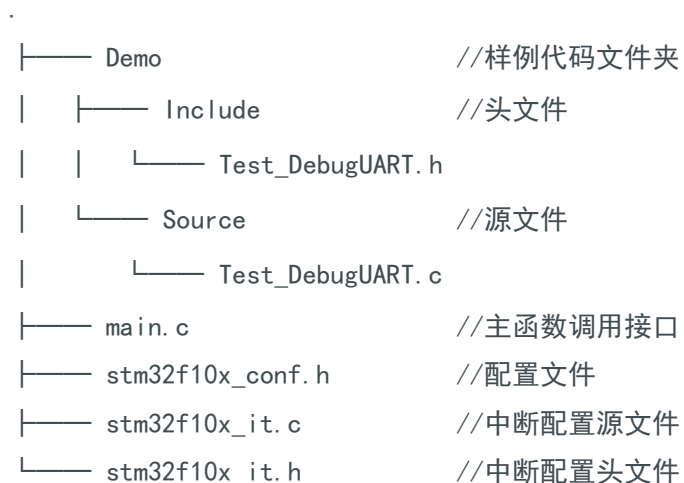 .
├── Demo //样例代码文件夹
│ ├── Include //头文件
│ │ └── Test_DebugUART.h
│ └── Source //源文件
│ └── Test_DebugUART.c
├── main.c //主函数调用接口
├── stm32f10x_conf.h //配置文件
├── stm32f10x_it.c //中断配置源文件
└── stm32f10x_it.h //中断配置头文件